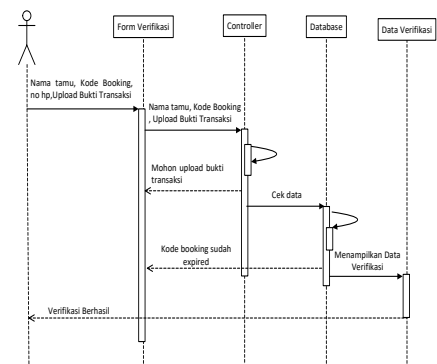 Form Verifikasi
Controller
Database
Data Verifikasi
Nama tamu, Kode Booking,
no hp,Upload Bukti Transaksi
Nama tamu, Kode Booking
, Upload Bukti Transaksi
Mohon upload bukti
transaksi
Cek data
Kode booking sudah
expired
Menampilkan Data
Verifikasi
Verifikasi Berhasil